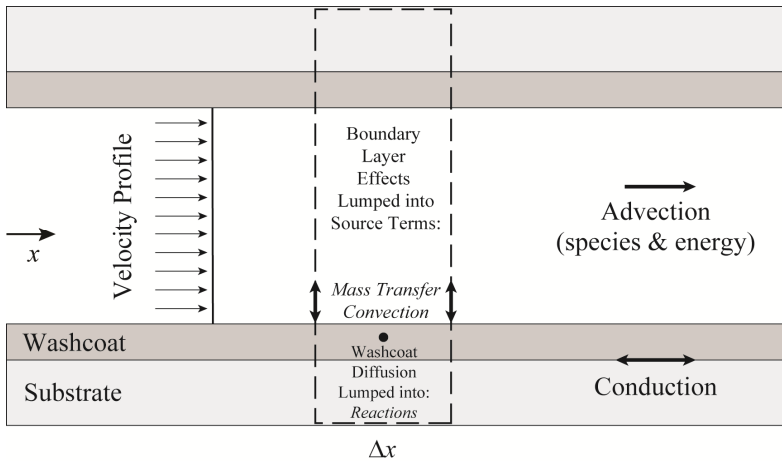 Velocity Profile
x
Boundary
Layer
Effects
Lumped into
Source Terms:
Mass Transfer
Convection
Advection
(species & energy)
Washcoat
Substrate
Washcoat
Diffusion
Lumped into:
Reactions
Conduction
Δx